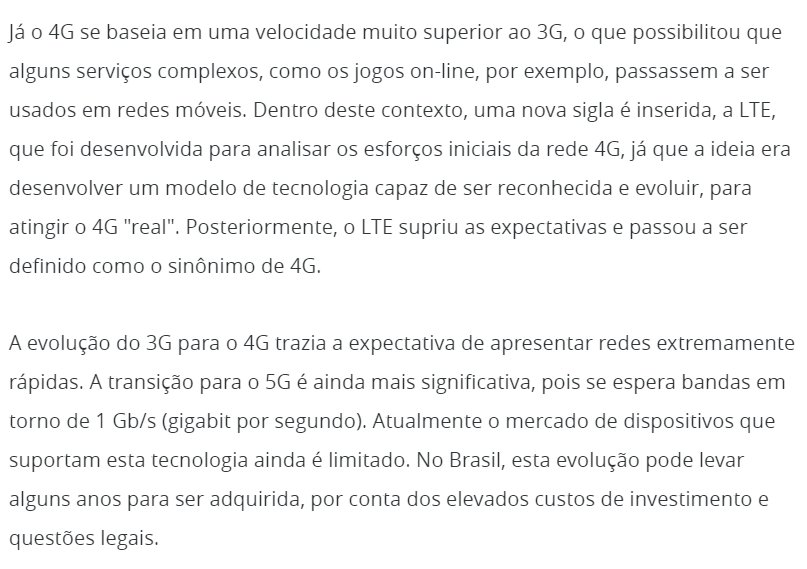 Já o 4G se baseia em uma velocidade muito superior ao 3G, o que possibilitou que
alguns serviços complexos, como os jogos on-line, por exemplo, passassem a ser
usados em redes móveis. Dentro deste contexto, uma nova sigla é inserida, a LTE,
que foi desenvolvida para analisar os esforços iniciais da rede 4G, já que a ideia era
desenvolver um modelo de tecnologia capaz de ser reconhecida e evoluir, para
atingir o 4G "real". Posteriormente, o LTE supriu as expectativas e passou a ser
definido como o sinônimo de 4G.
A evolução do 3G para o 4G trazia a expectativa de apresentar redes extremamente
rápidas. A transição para o 5G é ainda mais significativa, pois se espera bandas em
torno de 1 Gb/s (gigabit por segundo). Atualmente o mercado de dispositivos que
suportam esta tecnologia ainda é limitado. No Brasil, esta evolução pode levar
alguns anos para ser adquirida, por conta dos elevados custos de investimento e
questões legais.